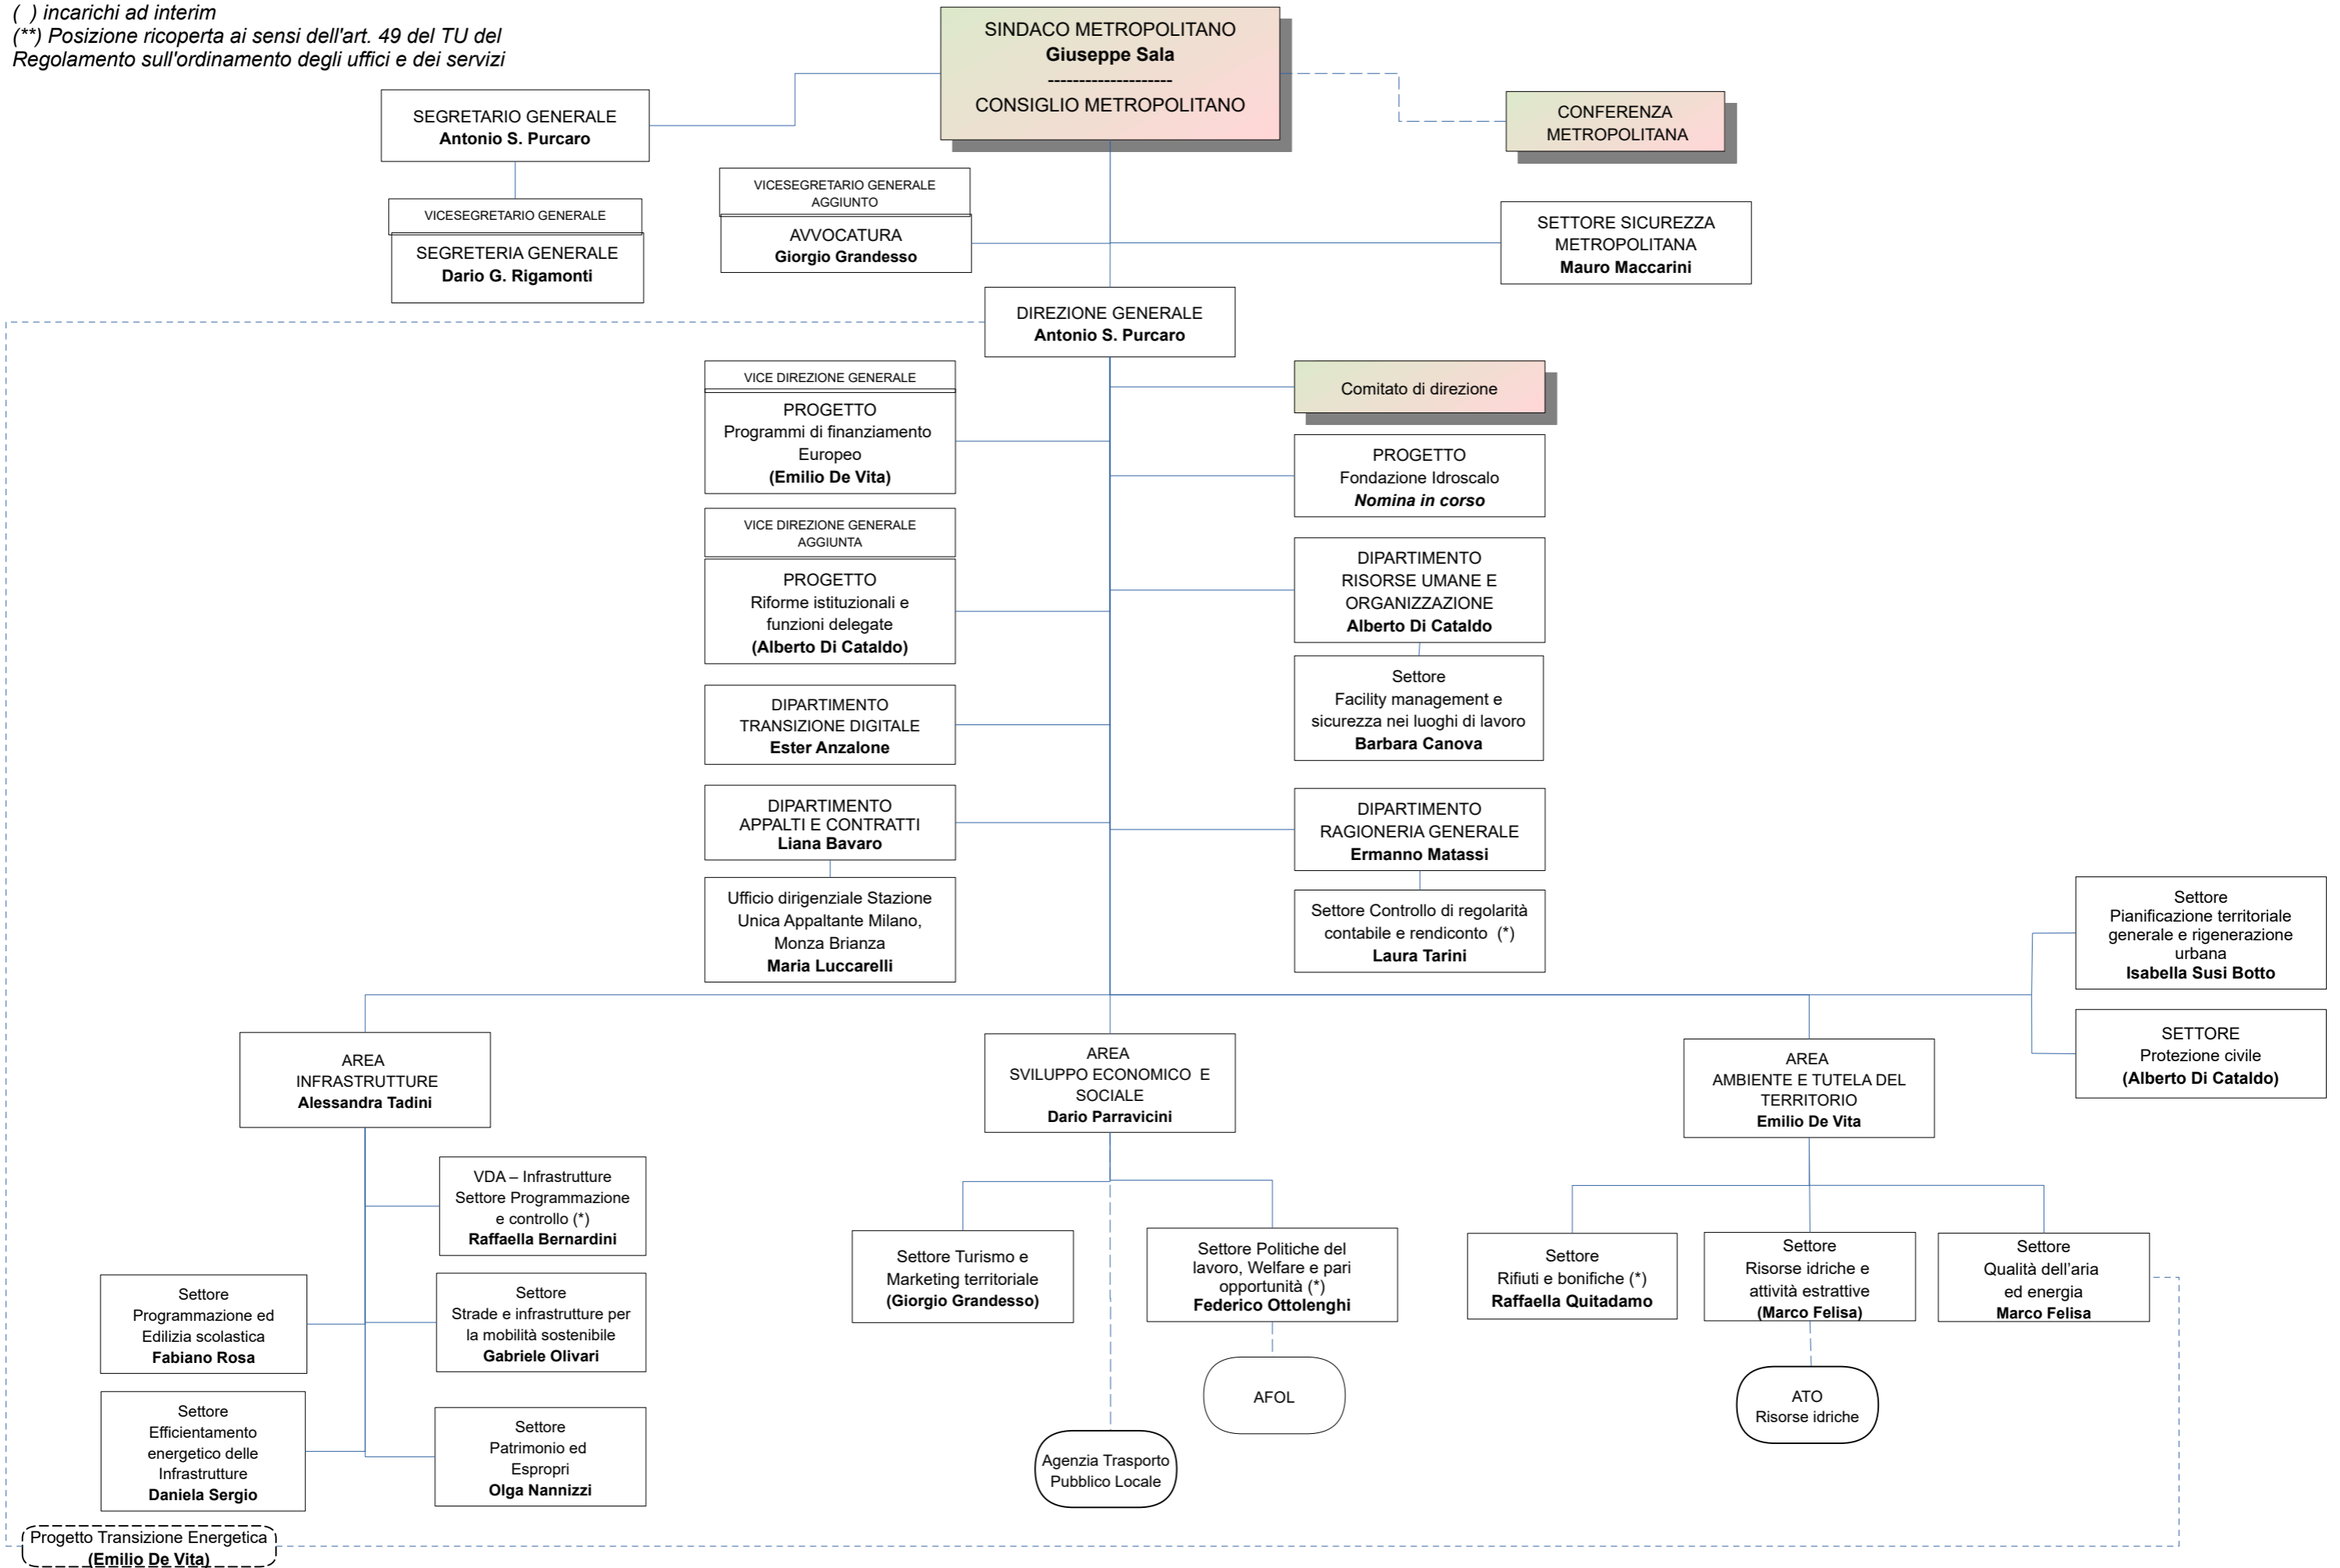 ( ) incarichi ad interim
(**) Posizione ricoperta ai sensi dell'art. 49 del TU del
Regolamento sull'ordinamento degli uffici e dei servizi
SINDACO METROPOLITANO
Giuseppe Sala
--------------------
CONSIGLIO METROPOLITANO
SEGRETARIO GENERALE
Antonio S. Purcaro
CONFERENZA
METROPOLITANA
VICESEGRETARIO GENERALE
SEGRETERIA GENERALE
Dario G. Rigamonti
VICESEGRETARIO GENERALE
AGGIUNTO
AVVOCATURA
Giorgio Grandesso
SETTORE SICUREZZA
METROPOLITANA
Mauro Maccarini
DIREZIONE GENERALE
Antonio S. Purcaro
VICE DIREZIONE GENERALE
PROGETTO
Programmi di finanziamento
Europeo
(Emilio De Vita)
Comitato di direzione
PROGETTO
Fondazione Idroscalo
Nomina in corso
VICE DIREZIONE GENERALE
AGGIUNTA
PROGETTO
Riforme istituzionali e
funzioni delegate
(Alberto Di Cataldo)
DIPARTIMENTO
RISORSE UMANE E
ORGANIZZAZIONE
Alberto Di Cataldo
Settore
Facility management e
sicurezza nei luoghi di lavoro
Barbara Canova
DIPARTIMENTO
TRANSIZIONE DIGITALE
Ester Anzalone
DIPARTIMENTO
APPALTI E CONTRATTI
Liana Bavaro
Ufficio dirigenziale Stazione
Unica Appaltante Milano,
Monza Brianza
Maria Luccarelli
DIPARTIMENTO
RAGIONERIA GENERALE
Ermanno Matassi
Settore Controllo di regolarità
contabile e rendiconto (*)
Laura Tarini
Settore
Pianificazione territoriale
generale e rigenerazione
urbana
Isabella Susi Botto
SETTORE
Protezione civile
(Alberto Di Cataldo)
AREA
INFRASTRUTTURE
Alessandra Tadini
AREA
SVILUPPO ECONOMICO E
SOCIALE
Dario Parravicini
AREA
AMBIENTE E TUTELA DEL
TERRITORIO
Emilio De Vita
VDA – Infrastrutture
Settore Programmazione
e controllo (*)
Raffaella Bernardini
Settore
Programmazione ed
Edilizia scolastica
Fabiano Rosa
Settore
Strade e infrastrutture per
la mobilità sostenibile
Gabriele Olivari
Settore
Efficientamento
energetico delle
Infrastrutture
Daniela Sergio
Settore
Patrimonio ed
Espropri
Olga Nannizzi
Settore Turismo e
Marketing territoriale
(Giorgio Grandesso)
Settore Politiche del
lavoro, Welfare e pari
opportunità (*)
Federico Ottolenghi
Settore
Rifiuti e bonifiche (*)
Raffaella Quitadamo
Settore
Risorse idriche e
attività estrattive
(Marco Felisa)
Settore
Qualità dell’aria
ed energia
Marco Felisa
AFOL
ATO
Risorse idriche
Agenzia Trasporto
Pubblico Locale
Progetto Transizione Energetica
(Emilio De Vita)